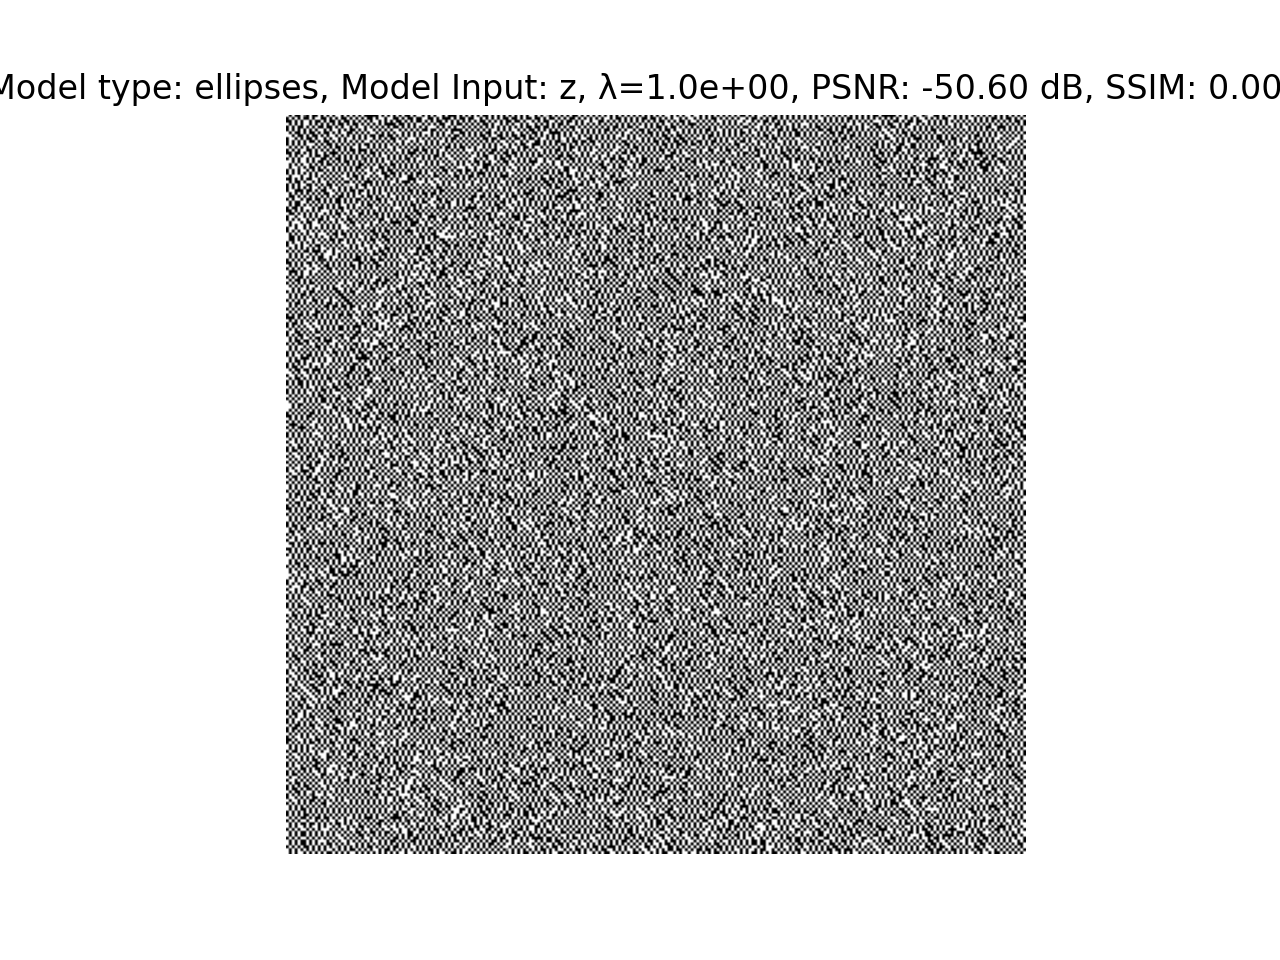 Model type: ellipses, Model Input: z, λ=1.0e+00, PSNR: -50.60 dB, SSIM: 0.00